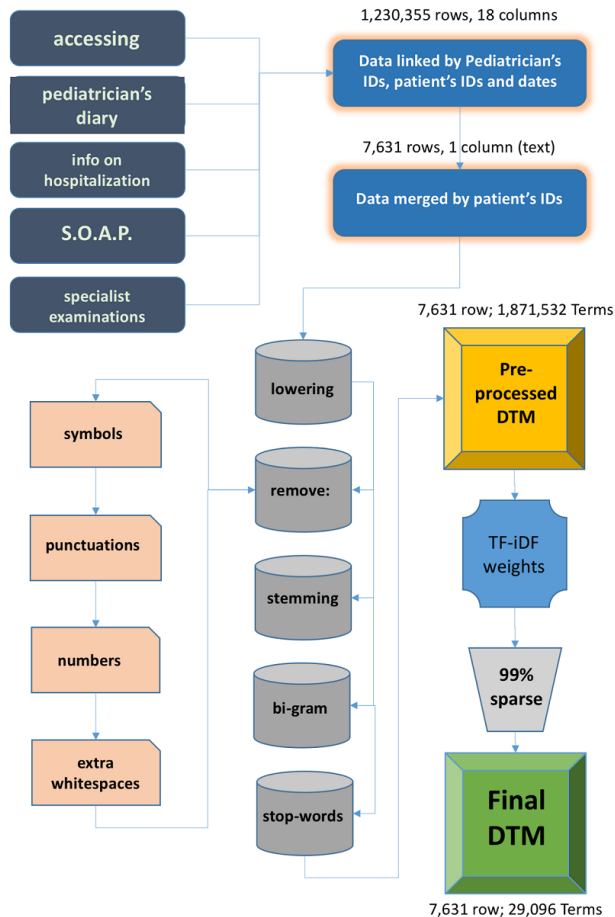 1,230,355 rows, 18 columns
accessing
pediatrician's
diary
info on
hospitalization
S.O.A.P.
specialist
examinations
Data linked by Pediatrician's
IDs, patient's IDs and dates
7,631 rows, 1 column (text)
Data merged by patient's IDs
lowering
remove:
stemming
bi-gram
stop-words
symbols
punctuations
numbers
extra
whitespaces
7,631 row; 1,871,532 Terms
Pre-
processed
DTM
TF-iDF
weights
99%
sparse
Final
DTM
7,631 row; 29,096 Terms